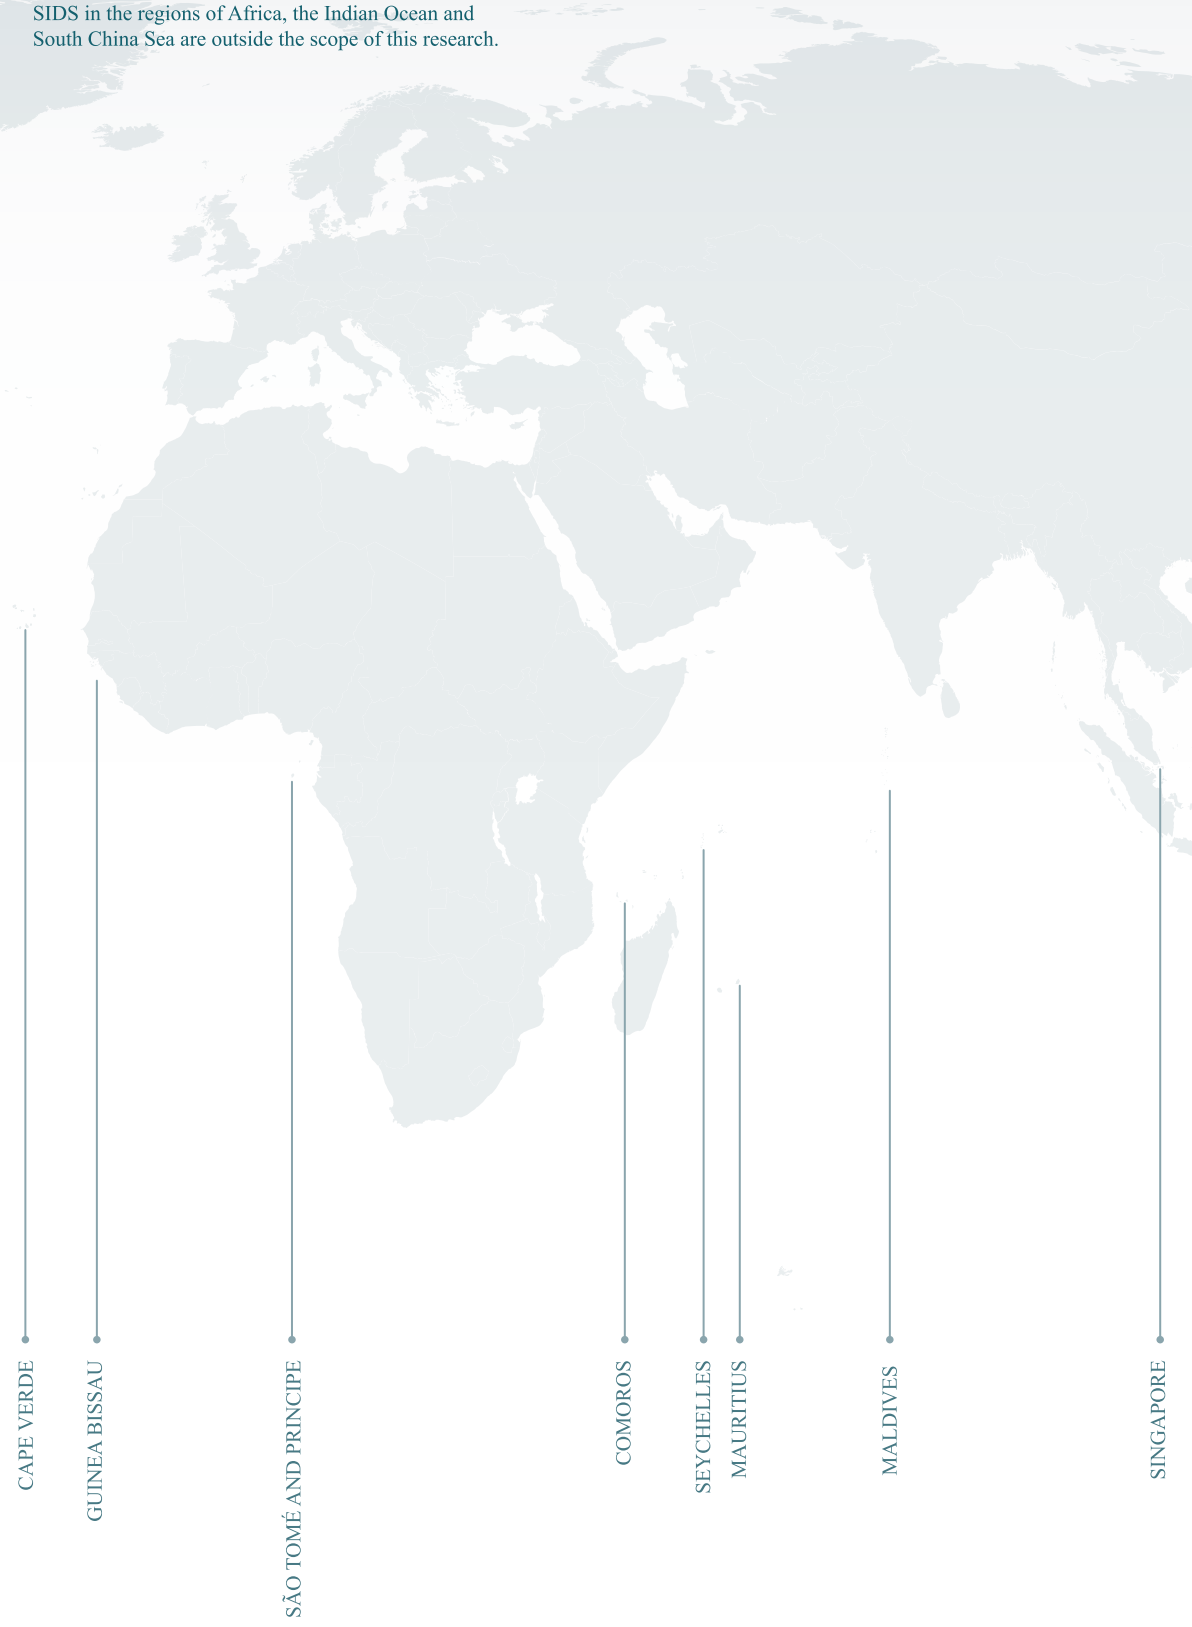 SIDS in the regions of Africa, the Indian Ocean and
South China Sea are outside the scope of this research.
CAPE VERDE
GUINEA BISSAU
SÃO TOMÉ AND PRINCIPE
COMOROS
SEYCHELLES
MAURITIUS
MALDIVES
SINGAPORE